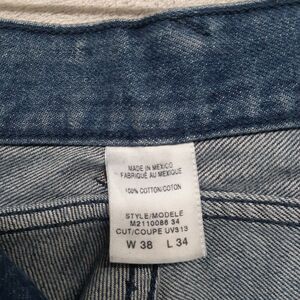 MADE IN MEXICO
FABRIQUÉ AU MEXIQUE
100% COTTON/COTON
STYLE/MODELE
M2110086 34
CUT/COUPE UV313
W 38 L 34